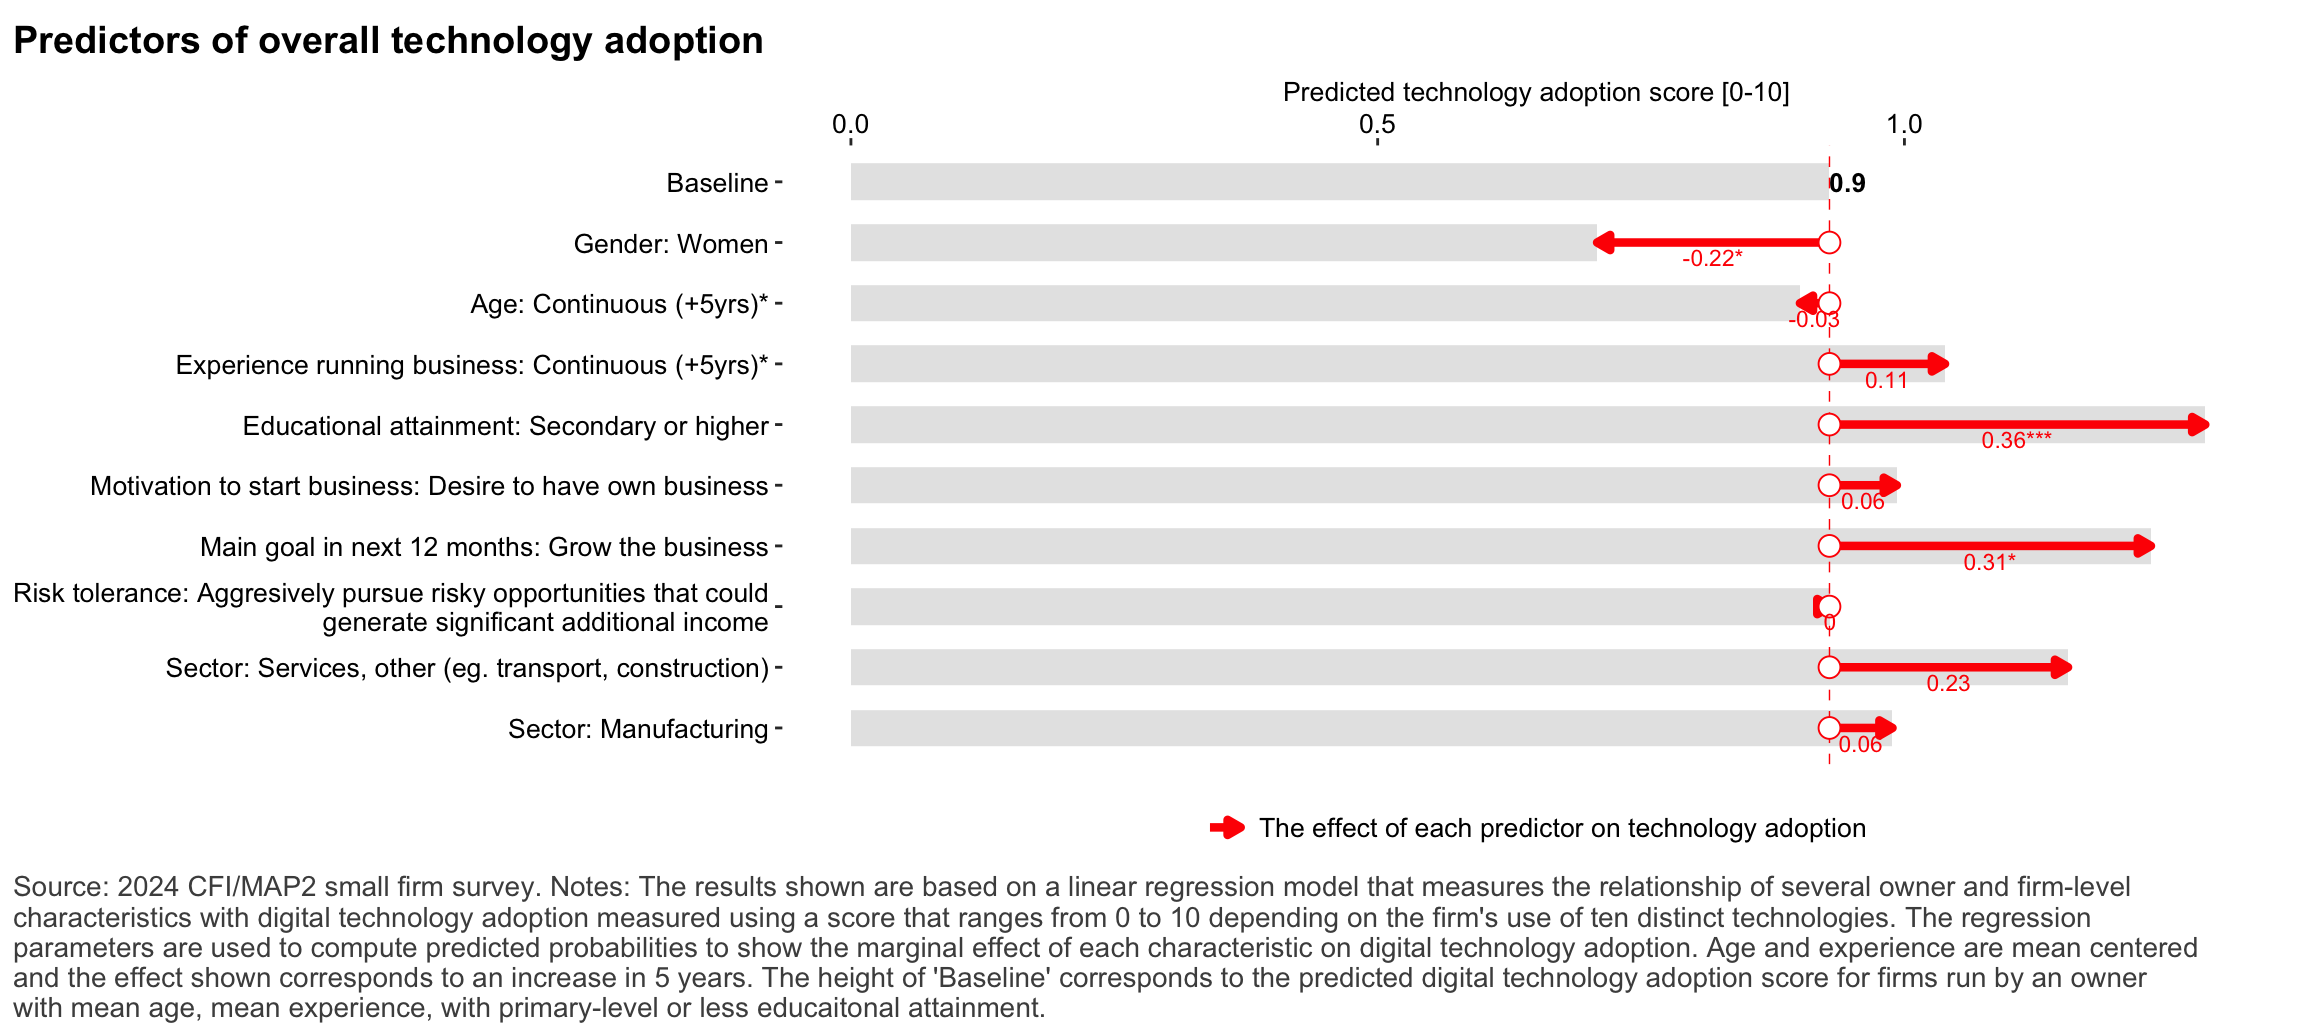 Predictors of overall technology adoption
Predicted technology adoption score [0-10]
0.0 0.5 1.0
Baseline 0.9
Gender: Women -0.22*
Age: Continuous (+5yrs)* -0.03
Experience running business: Continuous (+5yrs)* 0.11
Educational attainment: Secondary or higher 0.36***
Motivation to start business: Desire to have own business 0.06
Main goal in next 12 months: Grow the business 0.31*
Risk tolerance: Aggresively pursue risky opportunities that could
generate significant additional income 0
Sector: Services, other (eg. transport, construction) 0.23
Sector: Manufacturing 0.06
The effect of each predictor on technology adoption
Source: 2024 CFI/MAP2 small firm survey. Notes: The results shown are based on a linear regression model that measures the relationship of several owner and firm-level
characteristics with digital technology adoption measured using a score that ranges from 0 to 10 depending on the firm's use of ten distinct technologies. The regression
parameters are used to compute predicted probabilities to show the marginal effect of each characteristic on digital technology adoption. Age and experience are mean centered
and the effect shown corresponds to an increase in 5 years. The height of 'Baseline' corresponds to the predicted digital technology adoption score for firms run by an owner
with mean age, mean experience, with primary-level or less educaitonal attainment.